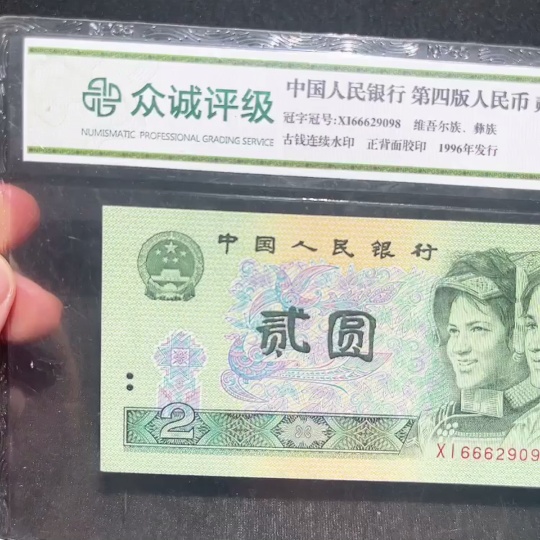 众诚评级
NUMISMATIC PROFESSIONAL GRADING SERVICE
中国人民银行 第四版人民币
冠字冠号:XI66629098 维吾尔族、彝族
古钱连续水印 正背面胶印 1996年发行
中国人民银行
贰圆
2
XI6662909